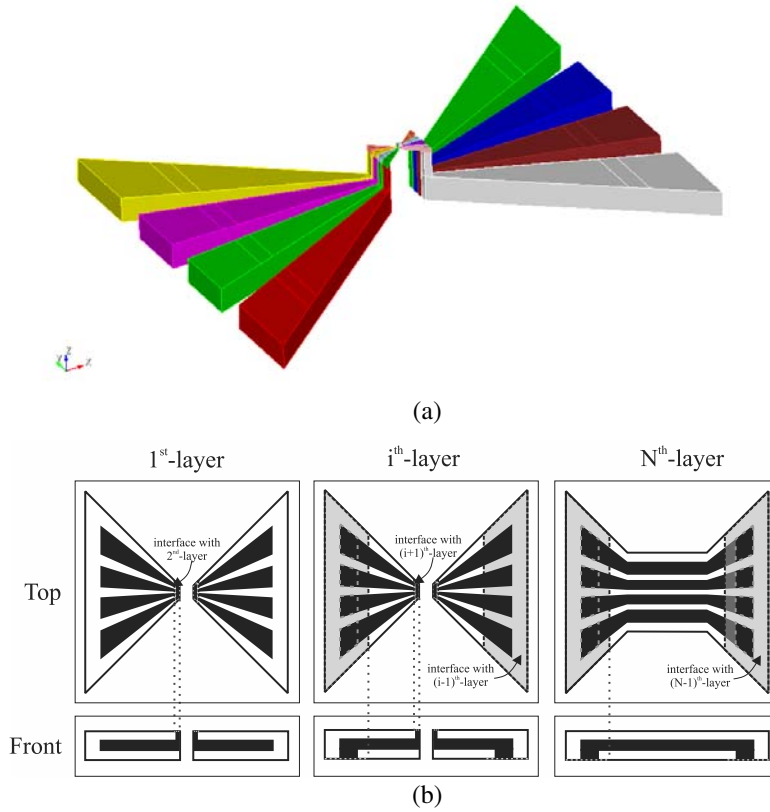 z
y
x
(a)
1st-layer
ith-layer
Nth-layer
Top
interface with
2nd-layer
interface with
(i+1)th-layer
interface with
(i-1)th-layer
interface with
(N-1)th-layer
Front
(b)